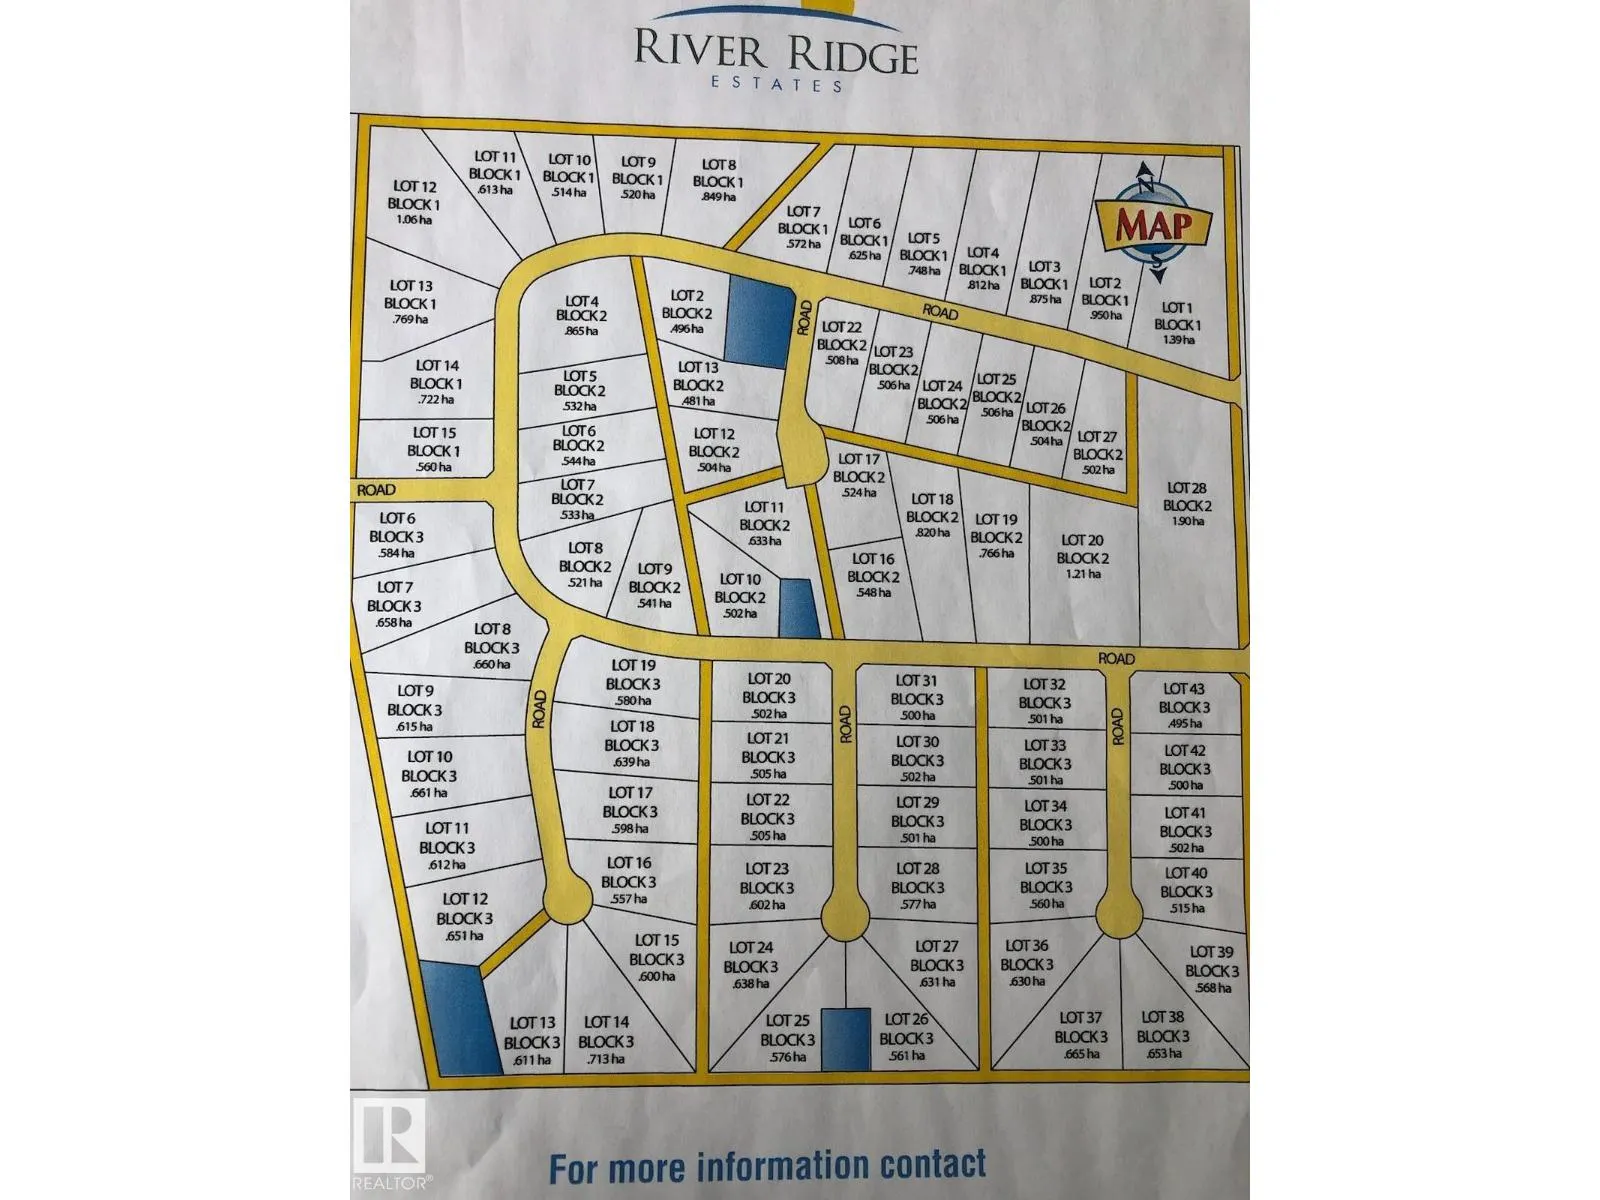 RIVER RIDGE
ESTATES
LOT 12
BLOCK 1
1.06 ha
LOT 11
BLOCK 1
.613 ha
LOT 10
BLOCK 1
.514 ha
LOT 9
BLOCK 1
.520 ha
LOT 8
BLOCK 1
.849 ha
LOT 7
BLOCK 1
.572 ha
LOT 6
BLOCK 1
.625 ha
LOT 5
BLOCK 1
.748 ha
LOT 4
BLOCK 1
.812 ha
LOT 3
BLOCK 1
.875 ha
LOT 2
BLOCK 1
.950 ha
LOT 1
BLOCK 1
1.39 ha
N
MAP
S
LOT 13
BLOCK 1
.769 ha
LOT 14
BLOCK 1
.722 ha
LOT 15
BLOCK 1
.560 ha
ROAD
LOT 4
BLOCK 2
.865 ha
LOT 5
BLOCK 2
.532 ha
LOT 6
BLOCK 2
.544 ha
LOT 7
BLOCK 2
.533 ha
LOT 8
BLOCK 2
.521 ha
LOT 9
BLOCK 2
.541 ha
LOT 2
BLOCK 2
.496 ha
LOT 13
BLOCK 2
.481 ha
LOT 12
BLOCK 2
.504 ha
LOT 11
BLOCK 2
.633 ha
LOT 10
BLOCK 2
.502 ha
ROAD
ROAD
LOT 22
BLOCK 2
.508 ha
LOT 23
BLOCK 2
.506 ha
LOT 24
BLOCK 2
.506 ha
LOT 25
BLOCK 2
.506 ha
LOT 26
BLOCK 2
.504 ha
LOT 27
BLOCK 2
.502 ha
LOT 28
BLOCK 2
1.90 ha
LOT 17
BLOCK 2
.524 ha
LOT 16
BLOCK 2
.548 ha
LOT 18
BLOCK 2
.820 ha
LOT 19
BLOCK 2
.766 ha
LOT 20
BLOCK 2
1.21 ha
ROAD
LOT 6
BLOCK 3
.584 ha
LOT 7
BLOCK 3
.658 ha
LOT 8
BLOCK 3
.660 ha
LOT 9
BLOCK 3
.615 ha
LOT 10
BLOCK 3
.661 ha
LOT 11
BLOCK 3
.612 ha
LOT 12
BLOCK 3
.651 ha
LOT 13
BLOCK 3
.611 ha
LOT 14
BLOCK 3
.713 ha
LOT 15
BLOCK 3
.600 ha
LOT 16
BLOCK 3
.557 ha
LOT 17
BLOCK 3
.598 ha
LOT 18
BLOCK 3
.639 ha
LOT 19
BLOCK 3
.580 ha
ROAD
LOT 20
BLOCK 3
.502 ha
LOT 21
BLOCK 3
.505 ha
LOT 22
BLOCK 3
.505 ha
LOT 23
BLOCK 3
.602 ha
LOT 24
BLOCK 3
.638 ha
LOT 25
BLOCK 3
.576 ha
ROAD
LOT 31
BLOCK 3
.500 ha
LOT 30
BLOCK 3
.502 ha
LOT 29
BLOCK 3
.501 ha
LOT 28
BLOCK 3
.577 ha
LOT 27
BLOCK 3
.631 ha
LOT 26
BLOCK 3
.561 ha
LOT 32
BLOCK 3
.501 ha
LOT 33
BLOCK 3
.501 ha
LOT 34
BLOCK 3
.500 ha
LOT 35
BLOCK 3
.560 ha
LOT 36
BLOCK 3
.630 ha
LOT 37
BLOCK 3
.665 ha
ROAD
LOT 43
BLOCK 3
.495 ha
LOT 42
BLOCK 3
.500 ha
LOT 41
BLOCK 3
.502 ha
LOT 40
BLOCK 3
.515 ha
LOT 39
BLOCK 3
.568 ha
LOT 38
BLOCK 3
.653 ha
For more information contact
R
REALTOR®